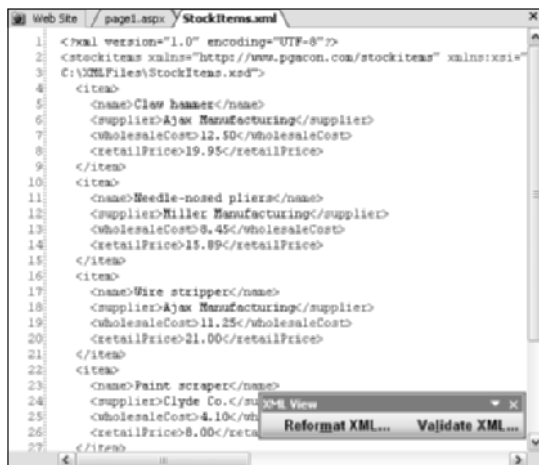 Web Site / page1.aspx StockItems.xml
1 <?xml version="1.0" encoding="UTF-8"?>
2 <stockitems xmlns="http://www.pgacon.com/stockitems" xmlns:xsi="
3 C:\XMLFiles\StockItems.xsd">
4 <item>
5 <name>Claw hammer</name>
6 <supplier>Ajax Manufacturing</supplier>
7 <wholesaleCost>12.50</wholesaleCost>
8 <retailPrice>19.95</retailPrice>
9 </item>
10 <item>
11 <name>Needle-nosed pliers</name>
12 <supplier>Miller Manufacturing</supplier>
13 <wholesaleCost>8.45</wholesaleCost>
14 <retailPrice>15.89</retailPrice>
15 </item>
16 <item>
17 <name>Wire stripper</name>
18 <supplier>Ajax Manufacturing</supplier>
19 <wholesaleCost>11.25</wholesaleCost>
20 <retailPrice>21.00</retailPrice>
21 </item>
22 <item>
23 <name>Paint scraper</name>
24 <supplier>Clyde Co.</su
25 <wholesaleCost>4.10</wh
26 <retailPrice>8.00</reta
27 </item>
XML View
Reformat XML... Validate XML...